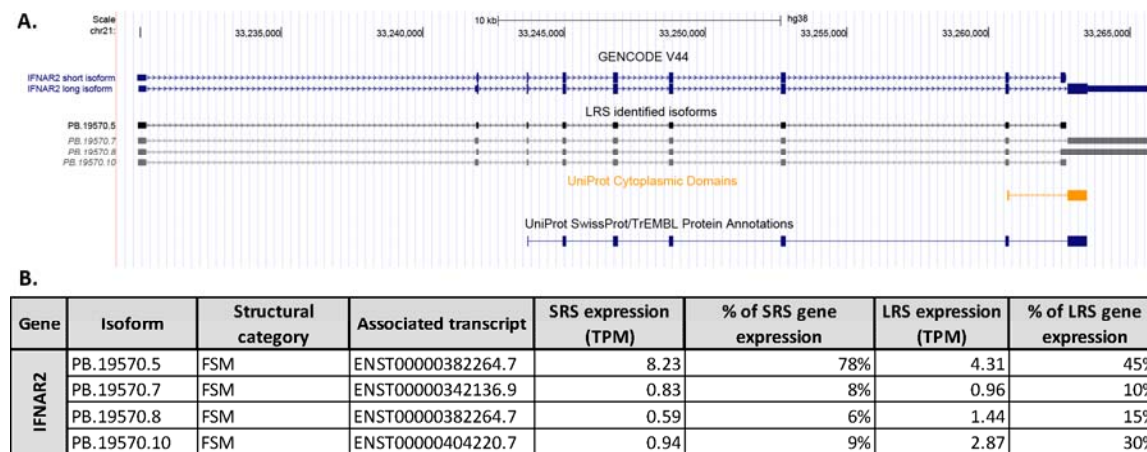 A.
Scale 10 kb hg38
chr21: 33,235,000 33,240,000 33,245,000 33,250,000 33,255,000 33,260,000 33,265,000
GENCODE V44
IFNAR2 short isoform
IFNAR2 long isoform
LRS identified isoforms
PB.19570.5
PB.19570.7
PB.19570.8
PB.19570.10
UniProt Cytoplasmic Domains
UniProt SwissProt/TrEMBL Protein Annotations
B.
Gene Isoform Structural category Associated transcript SRS expression (TPM) % of SRS gene expression LRS expression (TPM) % of LRS gene expression
IFNAR2
PB.19570.5 FSM ENST00000382264.7 8.23 78% 4.31 45%
PB.19570.7 FSM ENST00000342136.9 0.83 8% 0.96 10%
PB.19570.8 FSM ENST00000382264.7 0.59 6% 1.44 15%
PB.19570.10 FSM ENST00000404220.7 0.94 9% 2.87 30%